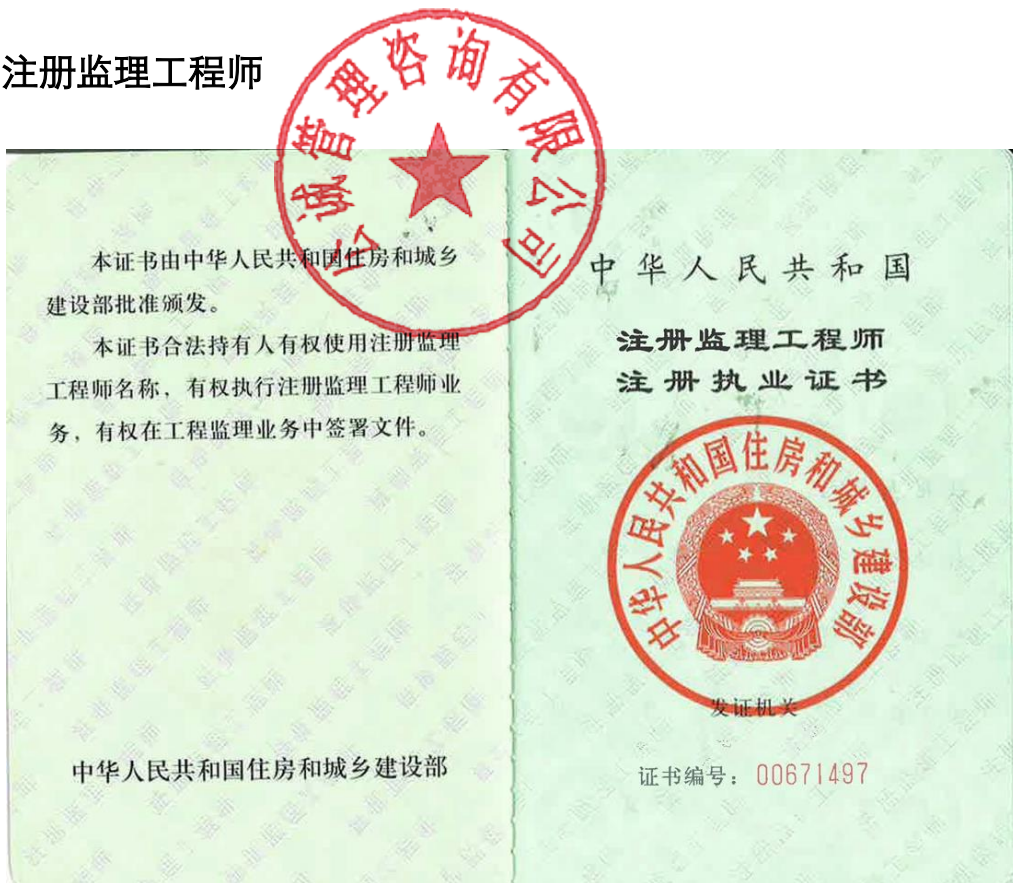 注册监理工程师
公诚管理咨询有限公司
本证书由中华人民共和国住房和城乡
建设部批准颁发。
本证书合法持有人有权使用注册监理
工程师名称，有权执行注册监理工程师业
务，有权在工程监理业务中签署文件。
中华人民共和国住房和城乡建设部
中华人民共和国
注册监理工程师
注册执业证书
中华人民共和国住房和城乡建设部
发证机关
证书编号：00671497